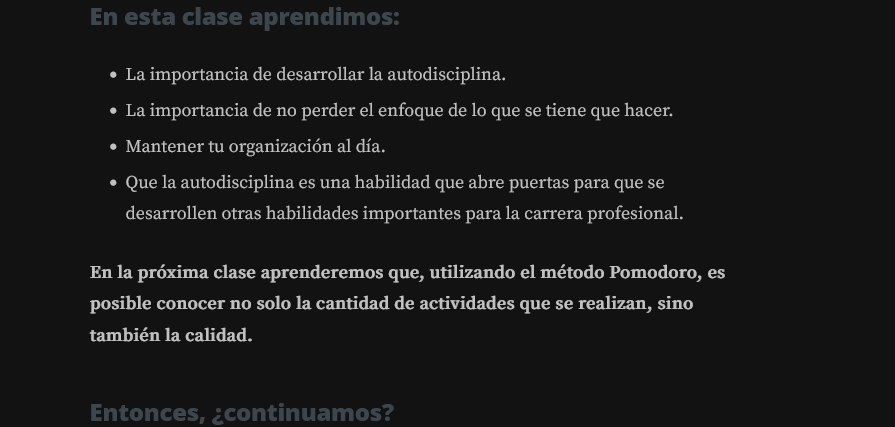 En esta clase aprendimos:
• La importancia de desarrollar la autodisciplina.
• La importancia de no perder el enfoque de lo que se tiene que hacer.
• Mantener tu organización al día.
• Que la autodisciplina es una habilidad que abre puertas para que se
desarrollen otras habilidades importantes para la carrera profesional.
En la próxima clase aprenderemos que, utilizando el método Pomodoro, es
posible conocer no solo la cantidad de actividades que se realizan, sino
también la calidad.
Entonces, ¿continuamos?